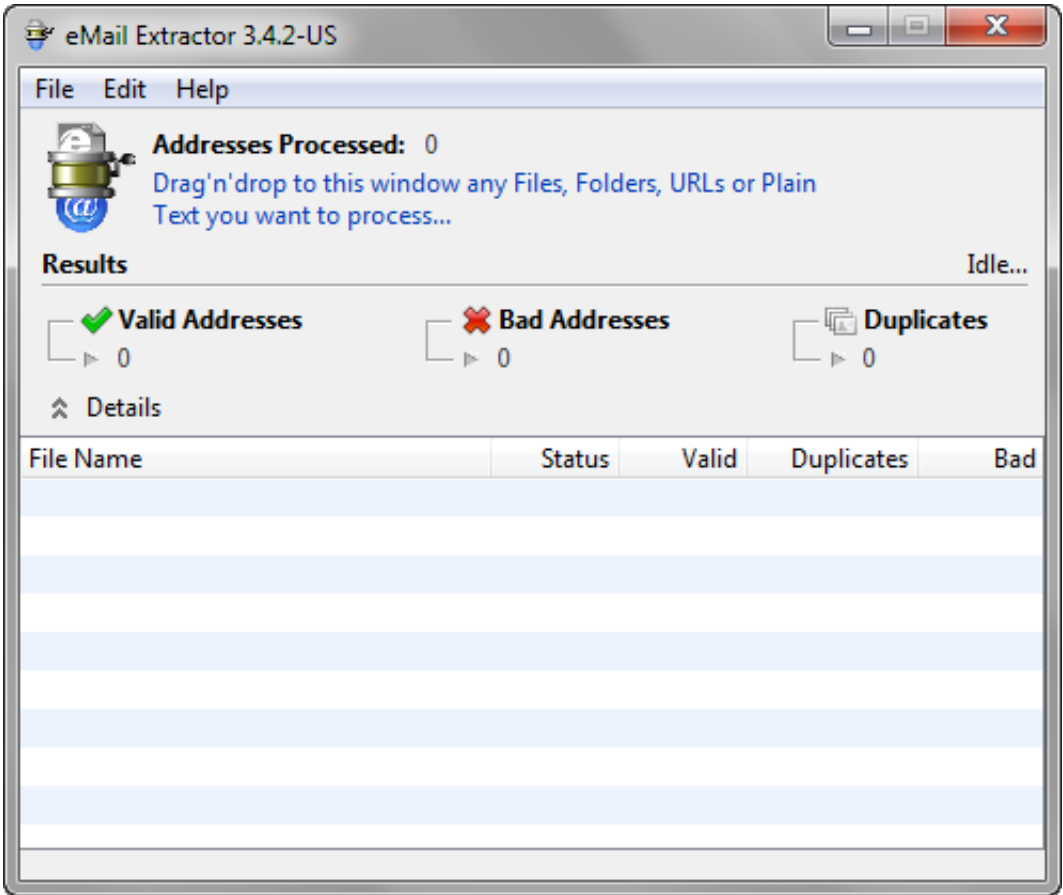 eMail Extractor 3.4.2-US
File Edit Help
Addresses Processed: 0
Drag'n'drop to this window any Files, Folders, URLs or Plain
Text you want to process...
Results Idle...
Valid Addresses Bad Addresses Duplicates
0 0 0
Details
File Name Status Valid Duplicates Bad